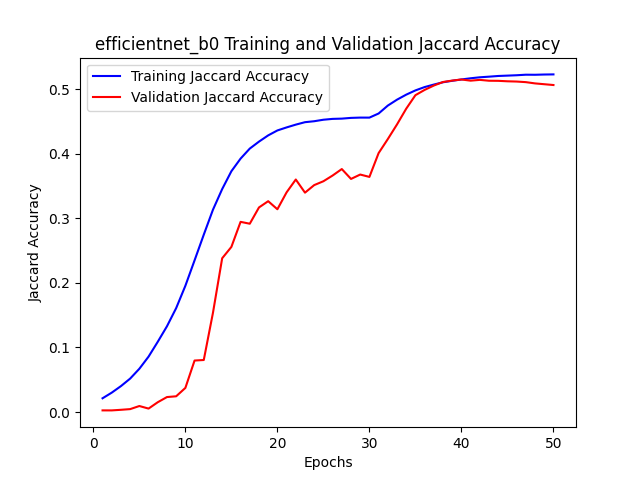 efficientnet_b0 Training and Validation Jaccard Accuracy
Training Jaccard Accuracy
Validation Jaccard Accuracy
Jaccard Accuracy
0.5
0.4
0.3
0.2
0.1
0.0
0 10 20 30 40 50
Epochs